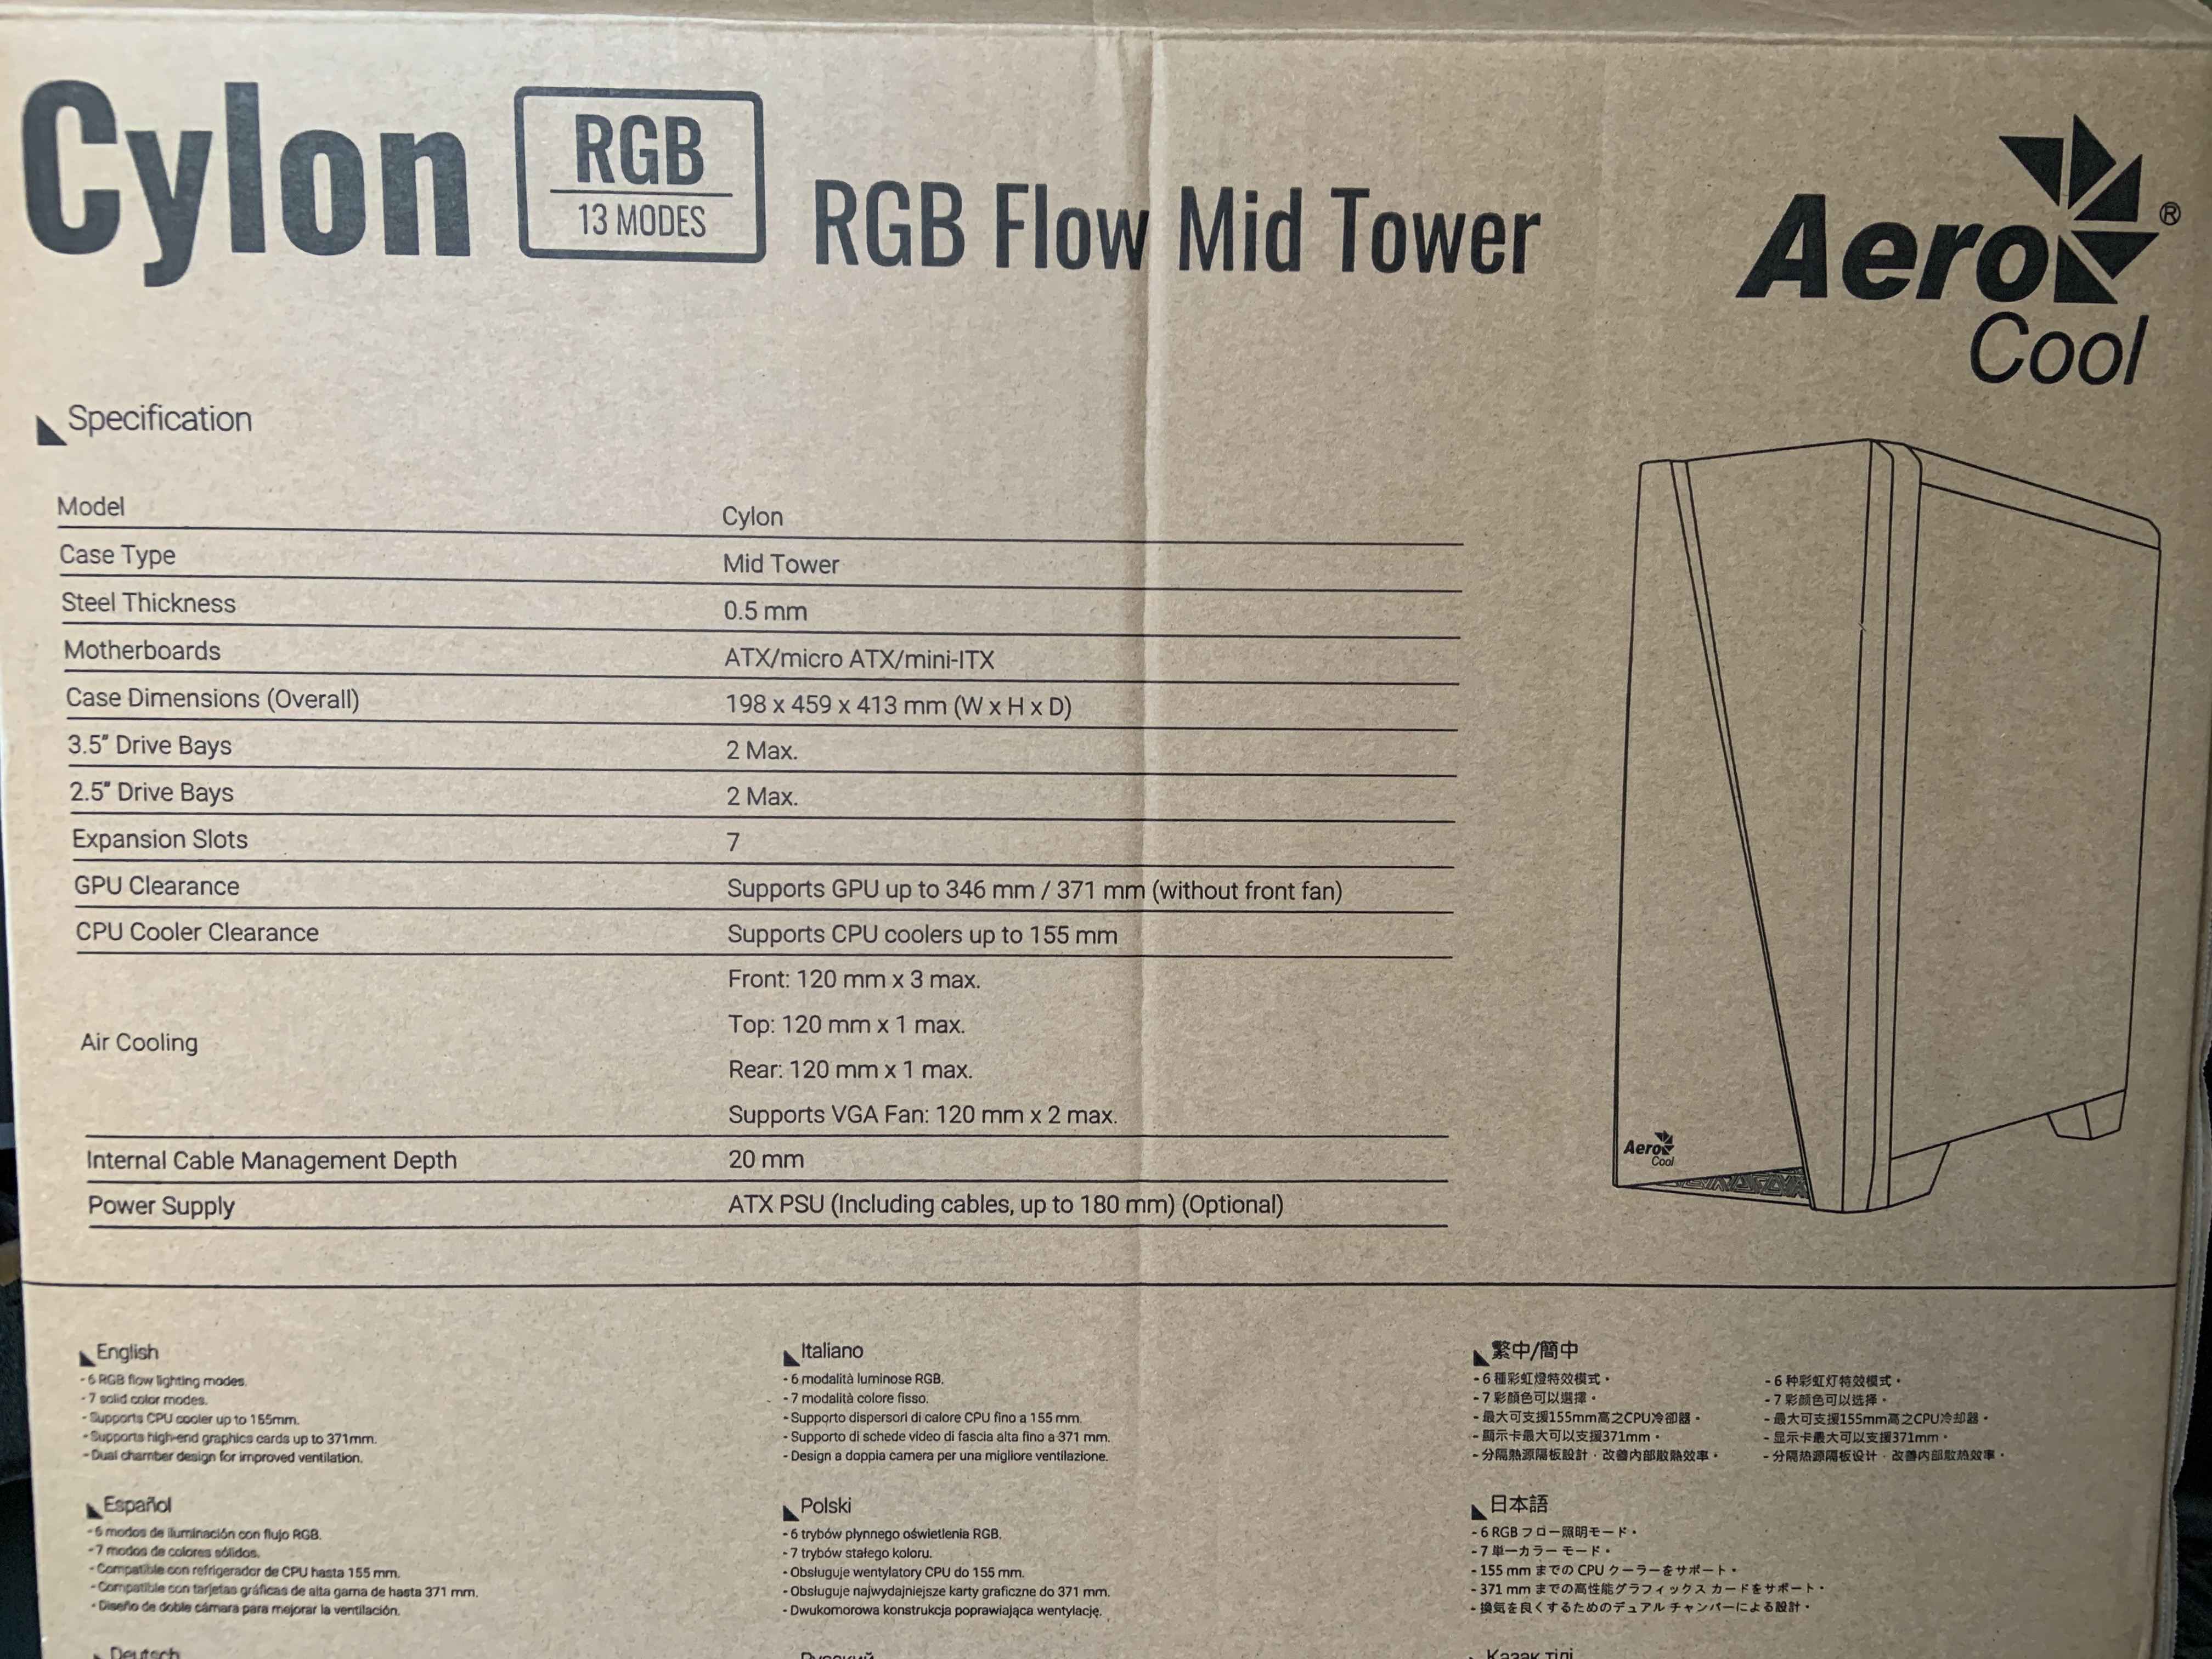 Cylon
RGB
13 MODES
RGB Flow Mid Tower
Aero®
Cool
Specification
Model Cylon
Case Type Mid Tower
Steel Thickness 0.5 mm
Motherboards ATX/micro ATX/mini-ITX
Case Dimensions (Overall) 198 x 459 x 413 mm (W x H x D)
3.5" Drive Bays 2 Max.
2.5" Drive Bays 2 Max.
Expansion Slots 7
GPU Clearance Supports GPU up to 346 mm / 371 mm (without front fan)
CPU Cooler Clearance Supports CPU coolers up to 155 mm
Air Cooling
Front: 120 mm x 3 max.
Top: 120 mm x 1 max.
Rear: 120 mm x 1 max.
Supports VGA Fan: 120 mm x 2 max.
Internal Cable Management Depth 20 mm
Power Supply ATX PSU (Including cables, up to 180 mm) (Optional)
Aero
Cool
English
- 6 RGB flow lighting modes.
- 7 solid color modes.
- Supports CPU cooler up to 155mm.
- Supports high-end graphics cards up to 371mm.
- Dual chamber design for improved ventilation.
Italiano
- 6 modalità luminose RGB.
- 7 modalità colore fisso.
- Supporto dispersori di calore CPU fino a 155 mm.
- Supporto di schede video di fascia alta fino a 371 mm.
- Design a doppia camera per una migliore ventilazione.
繁中/簡中
- 6 種彩虹燈特效模式。
- 7 彩顏色可以選擇。
- 最大可支援155mm高之CPU冷卻器。
- 顯示卡最大可以支援371mm。
- 分隔熱源隔板設計，改善內部散熱效率。
- 6 种彩虹灯特效模式。
- 7 彩颜色可以选择。
- 最大可支援155mm高之CPU冷却器。
- 显示卡最大可以支援371mm。
- 分隔热源隔板设计，改善内部散热效率。
Español
- 6 modos de iluminación con flujo RGB.
- 7 modos de colores sólidos.
- Compatible con refrigerador de CPU hasta 155 mm.
- Compatible con tarjetas gráficas de alta gama de hasta 371 mm.
- Diseño de doble cámara para mejorar la ventilación.
Polski
- 6 trybów płynnego oświetlenia RGB.
- 7 trybów stałego koloru.
- Obsługuje wentylatory CPU do 155 mm.
- Obsługuje najwydajniejsze karty graficzne do 371 mm.
- Dwukomorowa konstrukcja poprawiająca wentylację.
日本語
- 6 RGB フロー照明モード。
- 7 単一カラー モード。
- 155 mm までの CPU クーラーをサポート。
- 371 mm までの高性能グラフィックス カードをサポート。
- 換気を良くするためのデュアル チャンバーによる設計。
Deutsch
Русский
Қазақ тілі